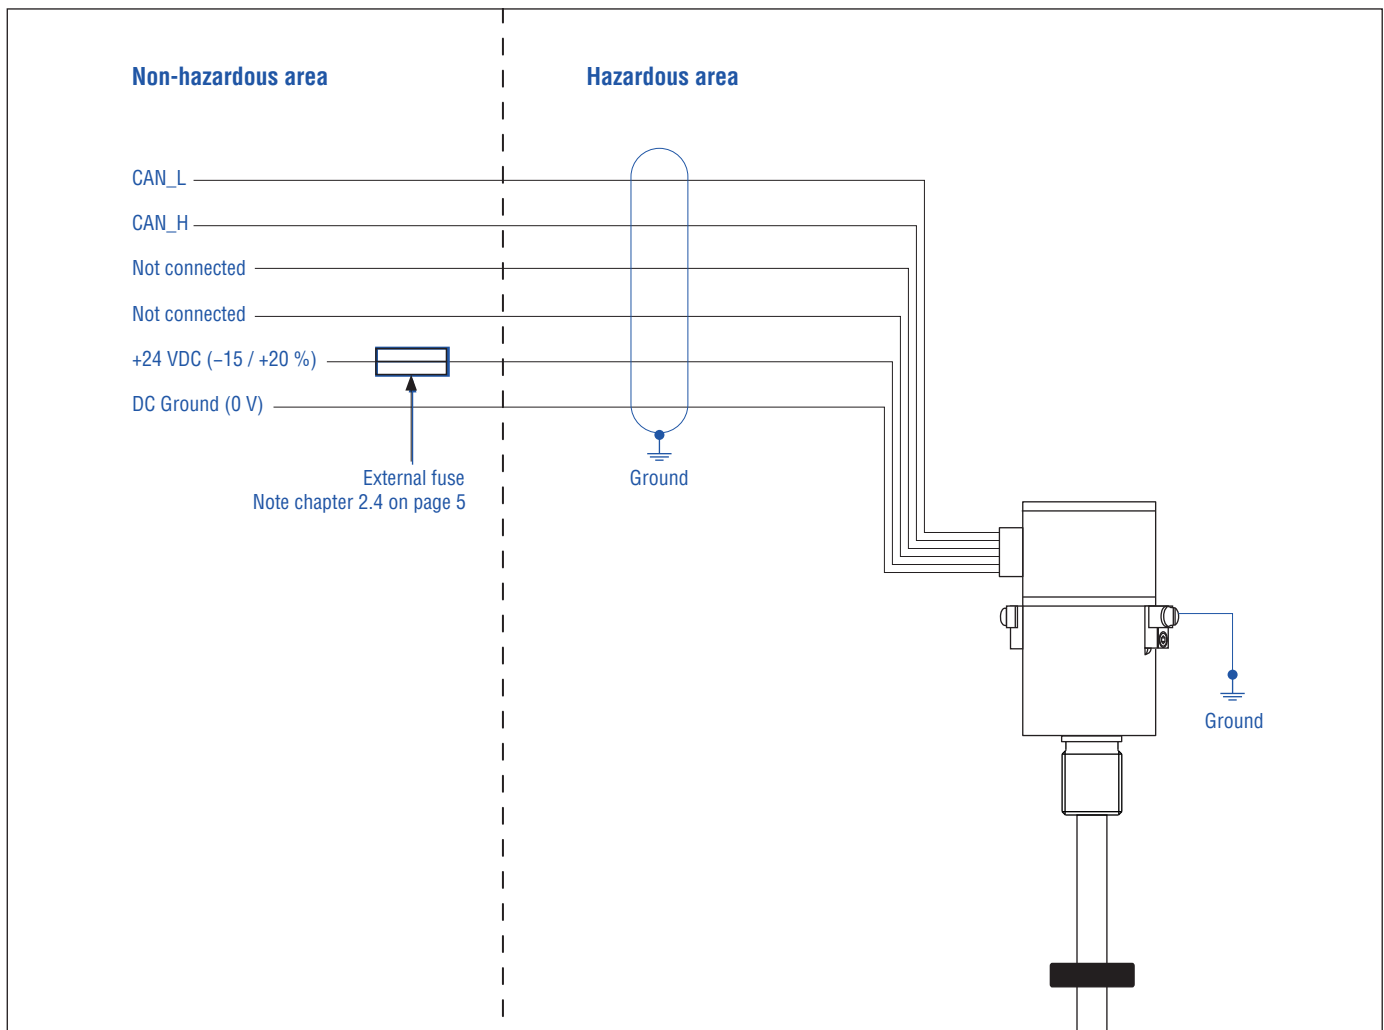 Non-hazardous area
Hazardous area
CAN_L
CAN_H
Not connected
Not connected
+24 VDC (−15 / +20 %)
DC Ground (0 V)
External fuse
Note chapter 2.4 on page 5
Ground
Ground